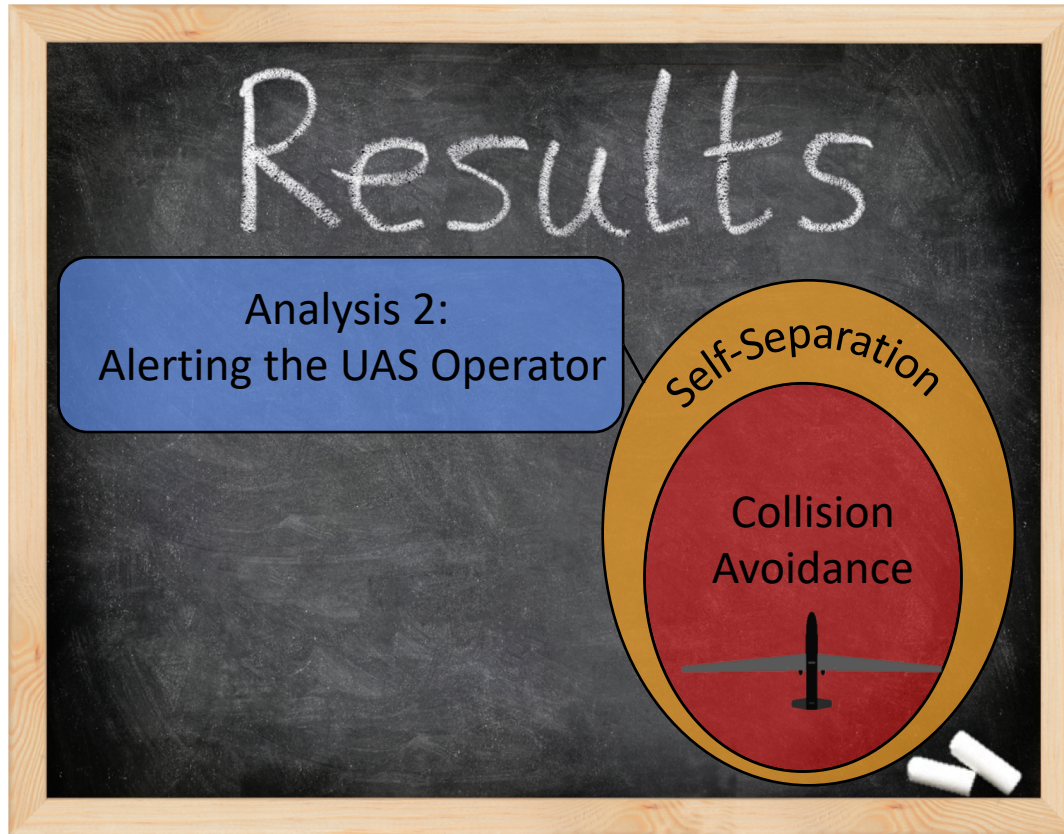 Results
Analysis 2:
Alerting the UAS Operator
Self-Separation
Collision
Avoidance